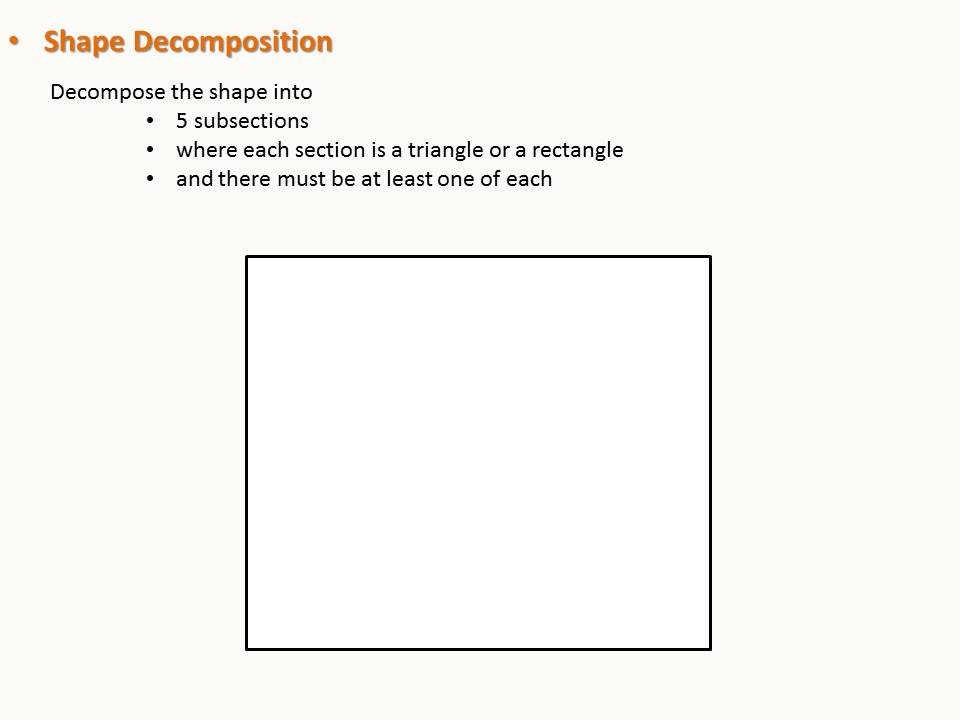 • Shape Decomposition
Decompose the shape into
• 5 subsections
• where each section is a triangle or a rectangle
• and there must be at least one of each